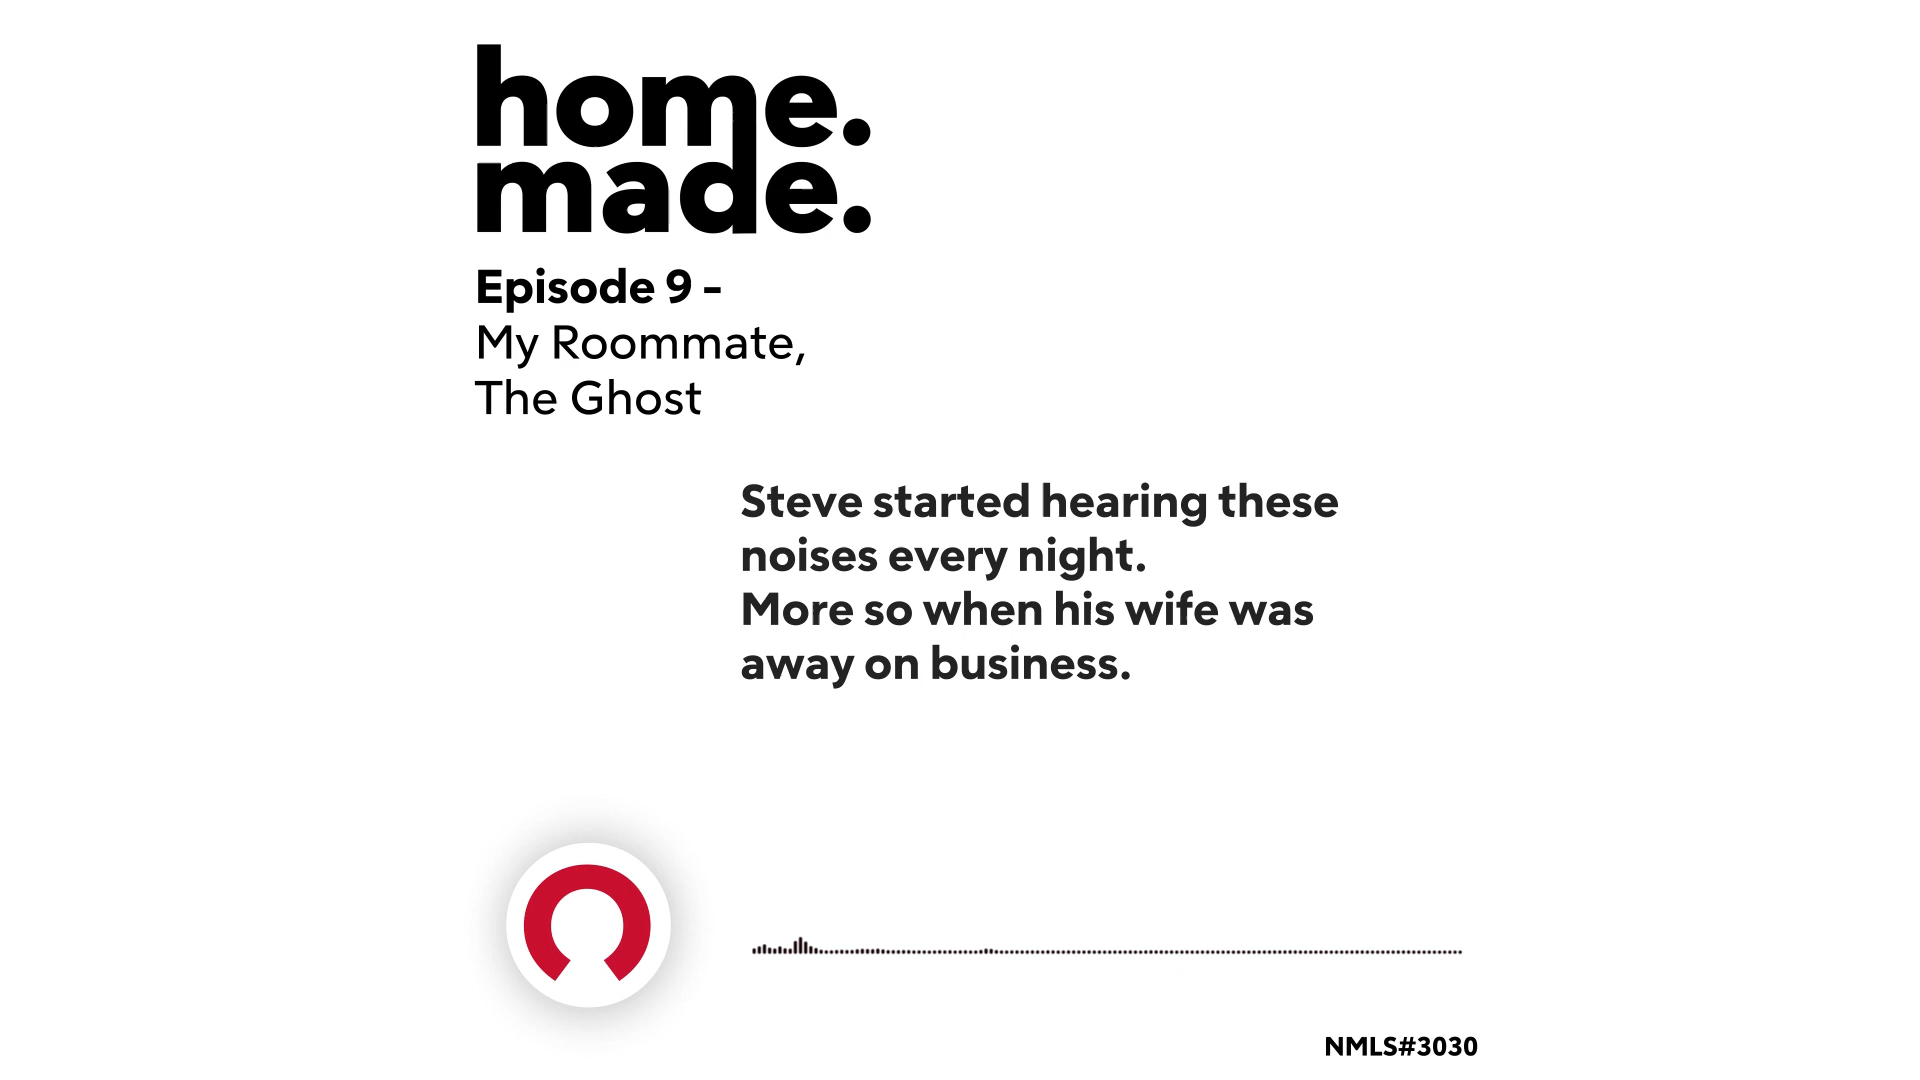 home.
made.
Episode 9 -
My Roommate,
The Ghost
Steve started hearing these
noises every night.
More so when his wife was
away on business.
NMLS#3030